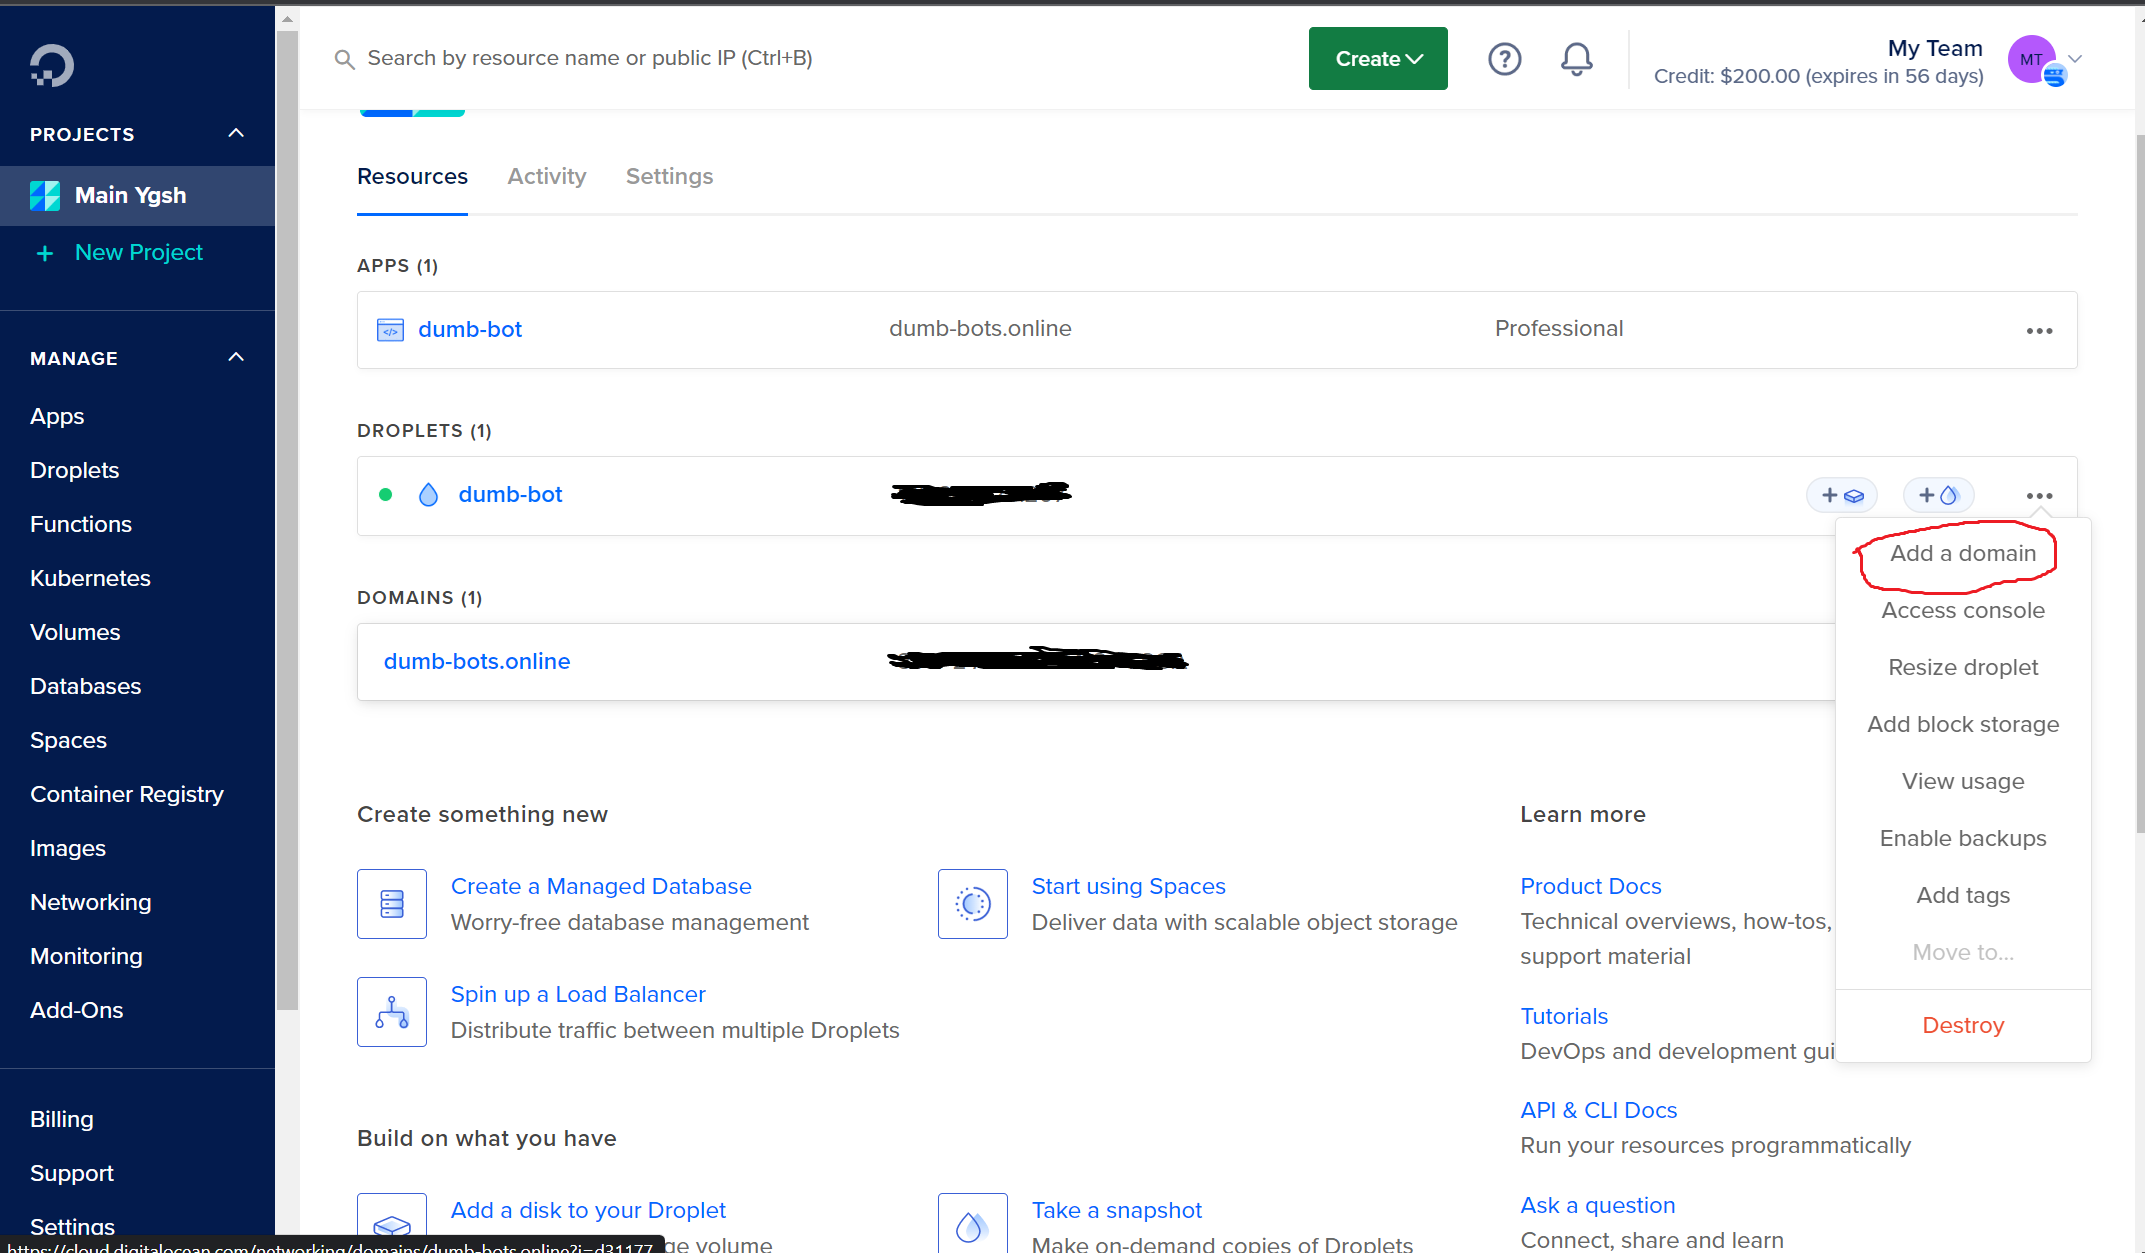 Search by resource name or public IP (Ctrl+B)
Create
My Team
Credit: $200.00 (expires in 56 days)
MT
PROJECTS
Main Ygsh
+ New Project
MANAGE
Apps
Droplets
Functions
Kubernetes
Volumes
Databases
Spaces
Container Registry
Images
Networking
Monitoring
Add-Ons
Billing
Support
Settings
Resources Activity Settings
APPS (1)
dumb-bot dumb-bots.online Professional
DROPLETS (1)
dumb-bot
Add a domain
Access console
Resize droplet
Add block storage
View usage
Enable backups
Add tags
Move to...
Destroy
DOMAINS (1)
dumb-bots.online
Create something new
Create a Managed Database
Worry-free database management
Start using Spaces
Deliver data with scalable object storage
Spin up a Load Balancer
Distribute traffic between multiple Droplets
Learn more
Product Docs
Technical overviews, how-tos,
support material
Tutorials
DevOps and development gui
API & CLI Docs
Run your resources programmatically
Ask a question
Connect, share and learn
Build on what you have
Add a disk to your Droplet
ge volume
Take a snapshot
Make on-demand copies of Droplets
https://cloud.digitalocean.com/networking/domains/dumb-bots.online?i=d31177